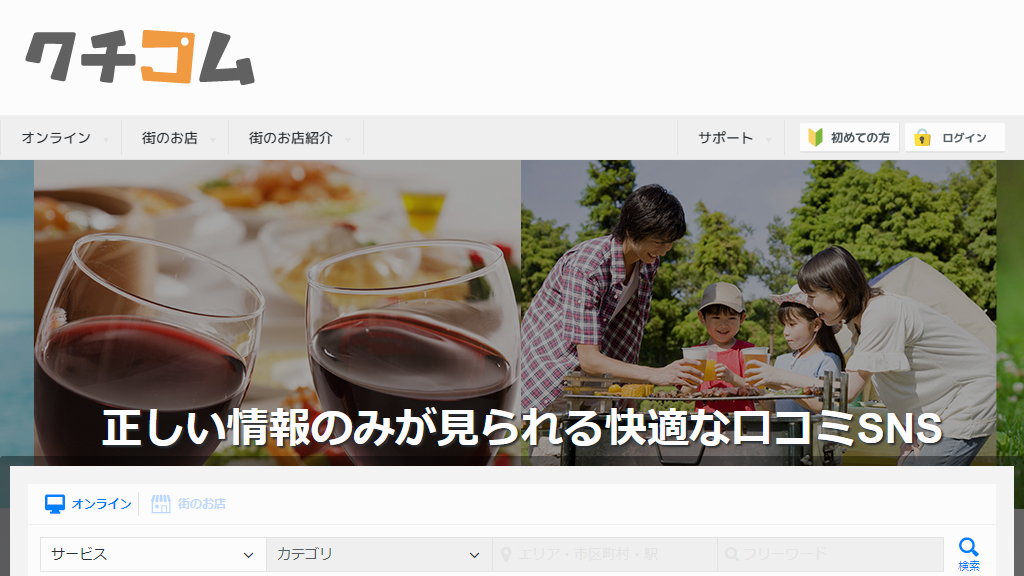 クチコム
オンライン 街のお店 街のお店紹介 サポート 初めての方 ログイン
正しい情報のみが見られる快適な口コミSNS
オンライン 街のお店
サービス カテゴリ エリア・市区町村・駅 フリーワード
検索